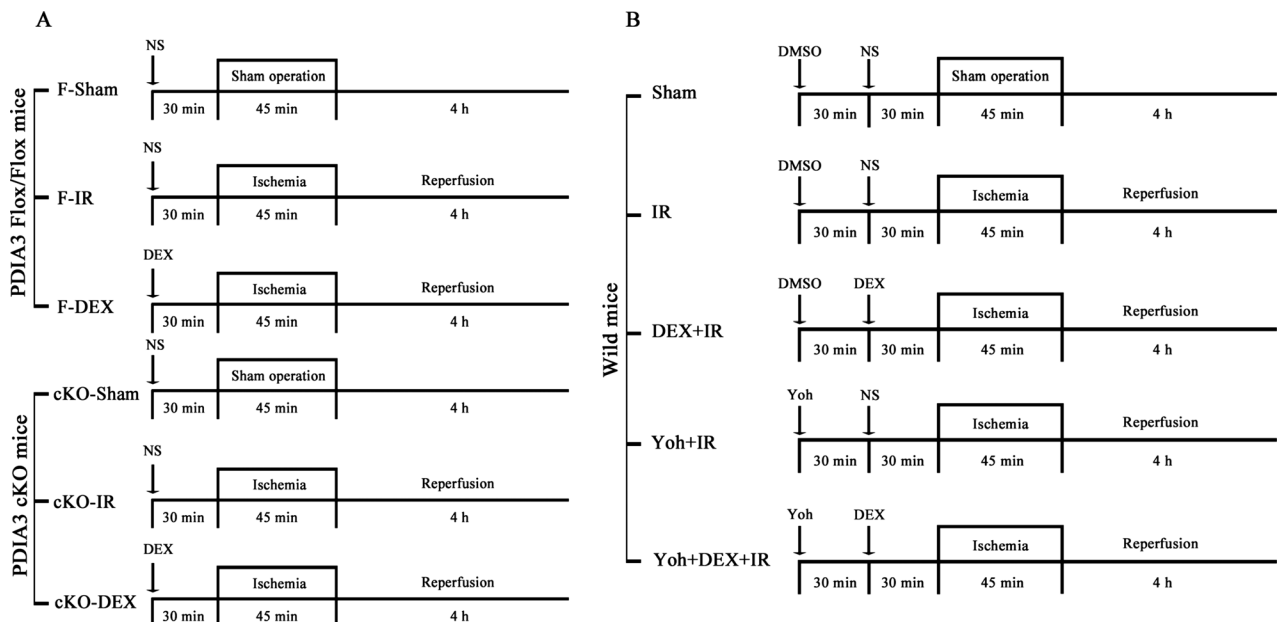 A
PDIA3 Flox/Flox mice
NS
F-Sham
Sham operation
30 min 45 min 4 h
NS
F-IR
Ischemia Reperfusion
30 min 45 min 4 h
DEX
F-DEX
Ischemia Reperfusion
30 min 45 min 4 h
PDIA3 cKO mice
NS
cKO-Sham
Sham operation
30 min 45 min 4 h
NS
cKO-IR
Ischemia Reperfusion
30 min 45 min 4 h
DEX
cKO-DEX
Ischemia Reperfusion
30 min 45 min 4 h
B
Wild mice
DMSO NS
Sham
Sham operation
30 min 30 min 45 min 4 h
DMSO NS
IR
Ischemia Reperfusion
30 min 30 min 45 min 4 h
DMSO DEX
DEX+IR
Ischemia Reperfusion
30 min 30 min 45 min 4 h
Yoh NS
Yoh+IR
Ischemia Reperfusion
30 min 30 min 45 min 4 h
Yoh DEX
Yoh+DEX+IR
Ischemia Reperfusion
30 min 30 min 45 min 4 h